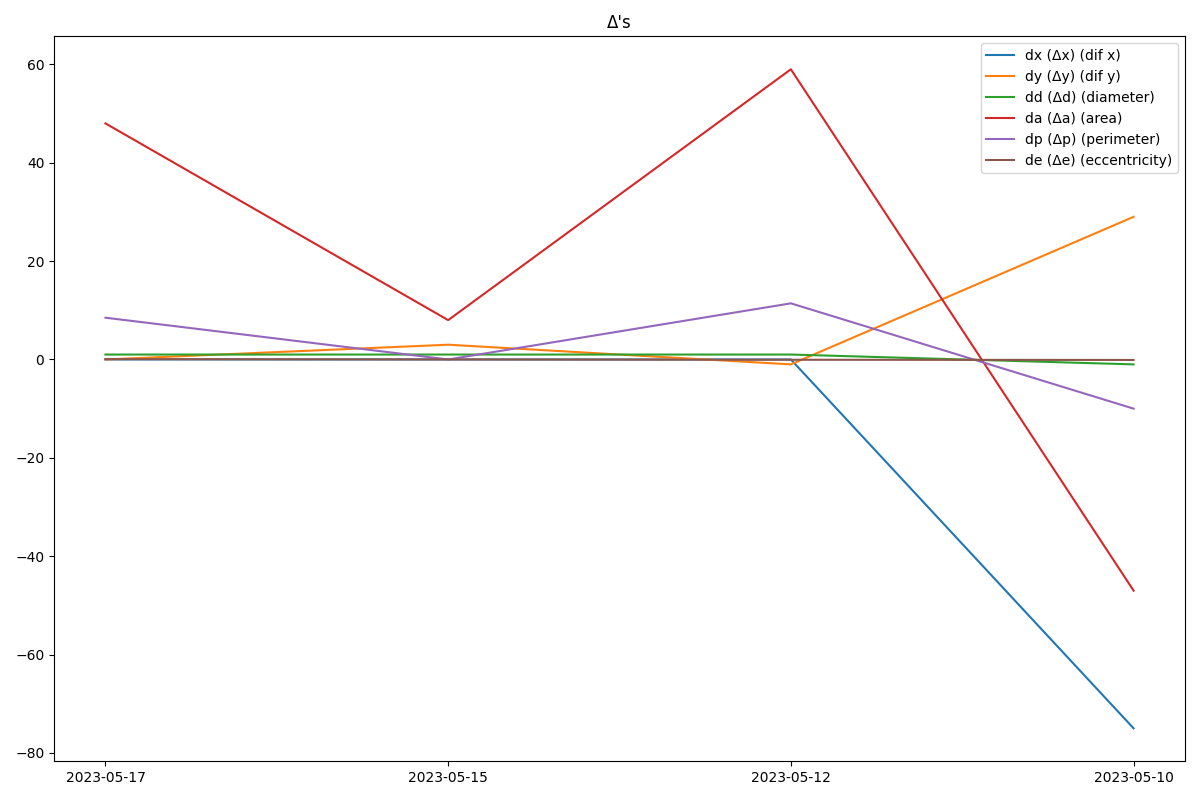 Δ's
dx (Δx) (dif x)
dy (Δy) (dif y)
dd (Δd) (diameter)
da (Δa) (area)
dp (Δp) (perimeter)
de (Δe) (eccentricity)
60
40
20
0
−20
−40
−60
−80
2023-05-17 2023-05-15 2023-05-12 2023-05-10